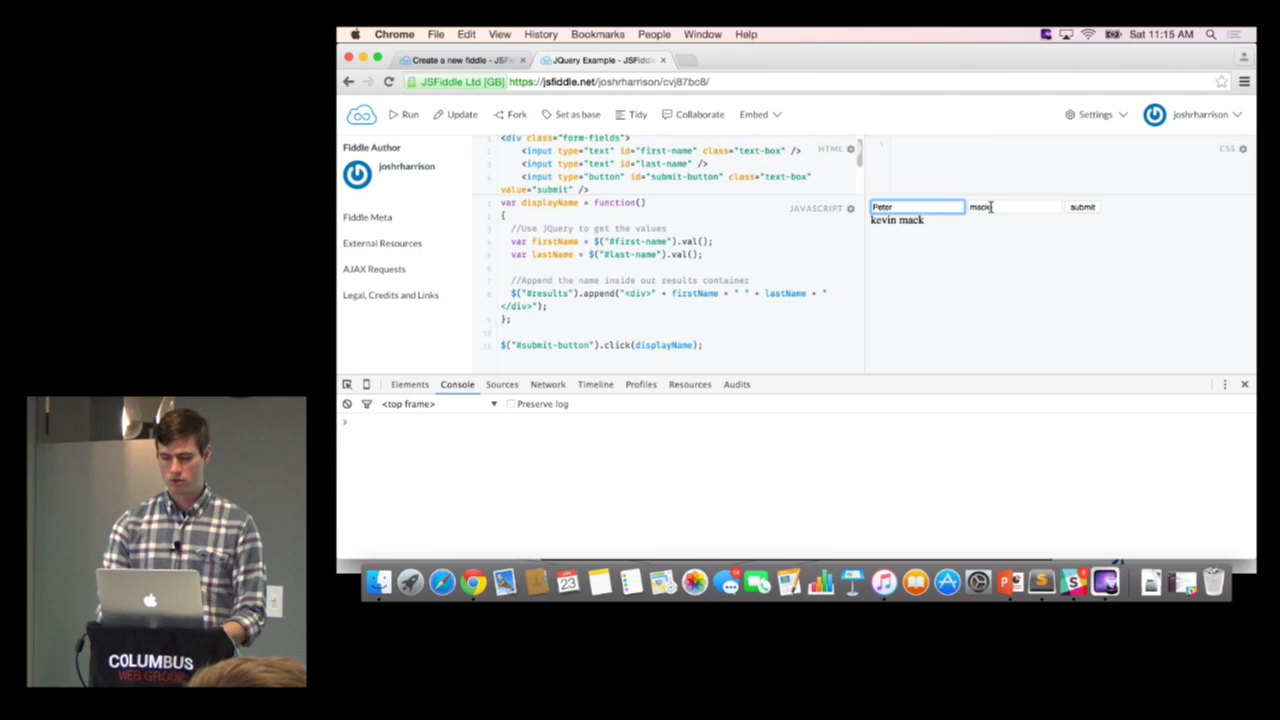 Chrome File Edit View History Bookmarks People Window Help Sat 11:15 AM
Create a new fiddle - JSFi JQuery Example - JSFiddl
JSFiddle Ltd [GB] https://jsfiddle.net/joshrharrison/cvj87bc8/
Run Update Fork Set as base Tidy Collaborate Embed Settings joshrharrison
Fiddle Author
joshrharrison
Fiddle Meta
External Resources
AJAX Requests
Legal, Credits and Links
HTML
<div class="form-fields">
<input type="text" id="first-name" class="text-box" />
<input type="text" id="last-name" />
<input type="button" id="submit-button" class="text-box"
value="submit" />
CSS
1
JAVASCRIPT
var displayName = function()
{
//Use JQuery to get the values
var firstName = $("#first-name").val();
var lastName = $("#last-name").val();
//Append the name inside our results container
$("#results").append("<div>" + firstName + " " + lastName + "
</div>");
};
$("#submit-button").click(displayName);
Peter mack submit
kevin mack
Elements Console Sources Network Timeline Profiles Resources Audits
<top frame> Preserve log
>
23
COLUMBUS
WEB GROUP